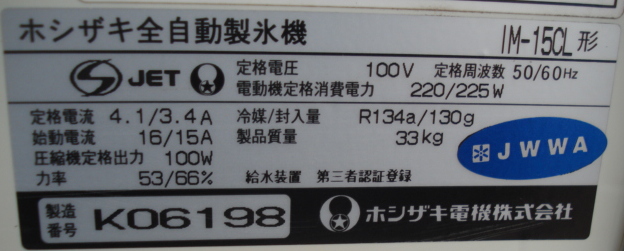 ホシザキ全自動製氷機 IM-15CL形
S JET 定格電圧 100V 定格周波数 50/60Hz
電動機定格消費電力 220/225W
定格電流 4.1/3.4A 冷媒/封入量 R134a/130g
始動電流 16/15A 製品質量 33kg
圧縮機定格出力 100W
力率 53/66% 給水装置 第三者認証登録
JWWA
製造番号 K06198 ホシザキ電機株式会社